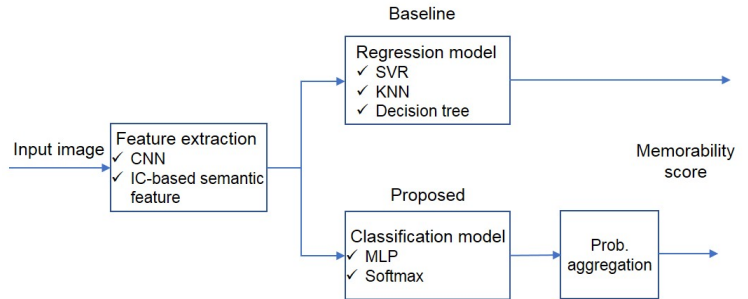 Baseline
Regression model
✓ SVR
✓ KNN
✓ Decision tree
Input image
Feature extraction
✓ CNN
✓ IC-based semantic
feature
Memorability
score
Proposed
Classification model
✓ MLP
✓ Softmax
Prob.
aggregation